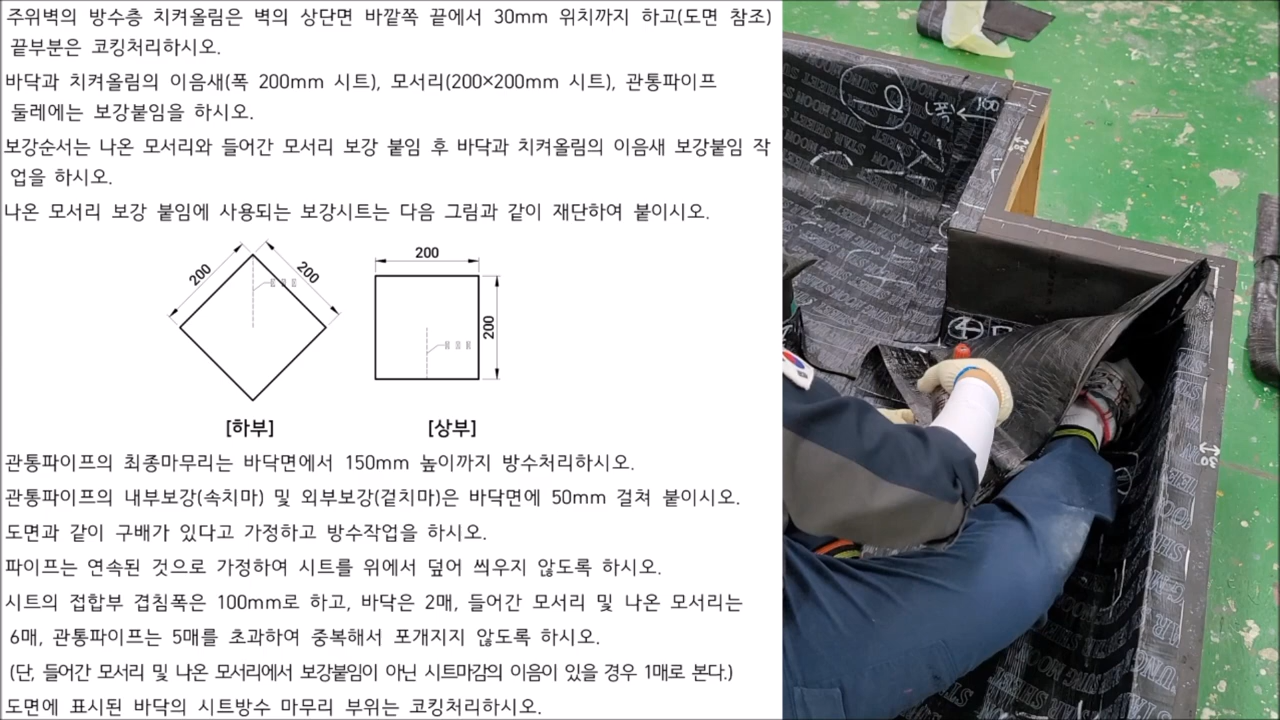 주위벽의 방수층 치켜올림은 벽의 상단면 바깥쪽 끝에서 30mm 위치까지 하고(도면 참조)
끝부분은 코킹처리하시오.
바닥과 치켜올림의 이음새(폭 200mm 시트), 모서리(200×200mm 시트), 관통파이프
둘레에는 보강붙임을 하시오.
보강순서는 나온 모서리와 들어간 모서리 보강 붙임 후 바닥과 치켜올림의 이음새 보강붙임 작
업을 하시오.
나온 모서리 보강 붙임에 사용되는 보강시트는 다음 그림과 같이 재단하여 붙이시오.
200
200
200
200
[하부]
[상부]
관통파이프의 최종마무리는 바닥면에서 150mm 높이까지 방수처리하시오.
관통파이프의 내부보강(속치마) 및 외부보강(겉치마)은 바닥면에 50mm 걸쳐 붙이시오.
도면과 같이 구배가 있다고 가정하고 방수작업을 하시오.
파이프는 연속된 것으로 가정하여 시트를 위에서 덮어 씌우지 않도록 하시오.
시트의 접합부 겹침폭은 100mm로 하고, 바닥은 2매, 들어간 모서리 및 나온 모서리는
6매, 관통파이프는 5매를 초과하여 중복해서 포개지지 않도록 하시오.
(단, 들어간 모서리 및 나온 모서리에서 보강붙임이 아닌 시트마감의 이음이 있을 경우 1매로 본다.)
도면에 표시된 바닥의 시트방수 마무리 부위는 코킹처리하시오.
100
30
4